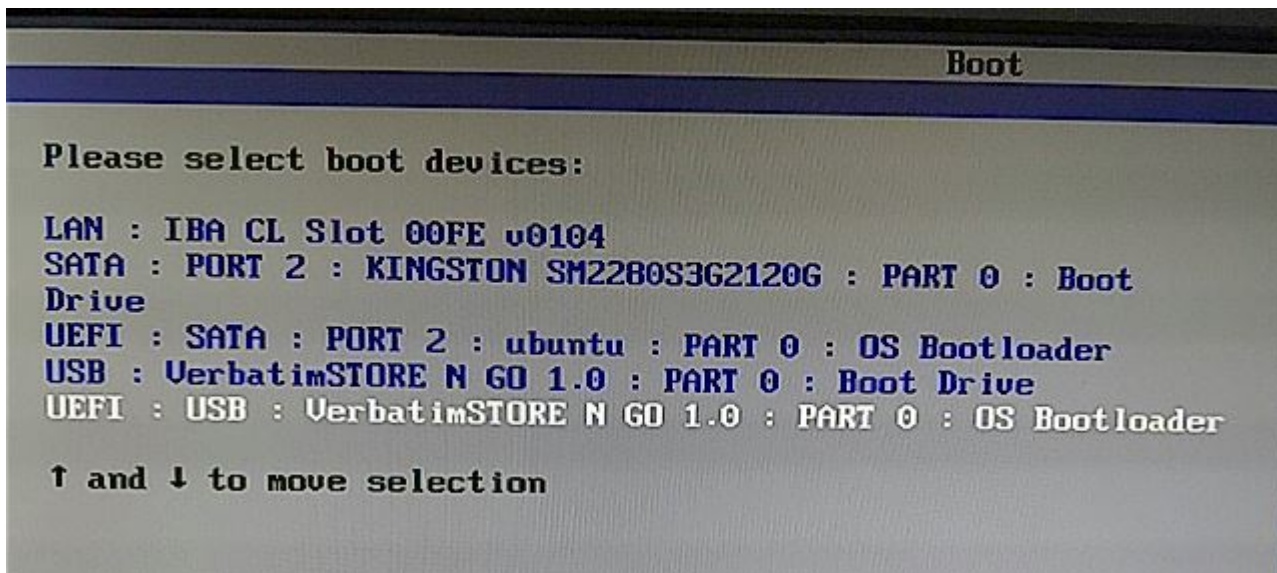 Boot
Please select boot devices:
LAN : IBA CL Slot 00FE v0104
SATA : PORT 2 : KINGSTON SM2280S3G2120G : PART 0 : Boot
Drive
UEFI : SATA : PORT 2 : ubuntu : PART 0 : OS Bootloader
USB : VerbatimSTORE N GO 1.0 : PART 0 : Boot Drive
UEFI : USB : VerbatimSTORE N GO 1.0 : PART 0 : OS Bootloader
↑ and ↓ to move selection